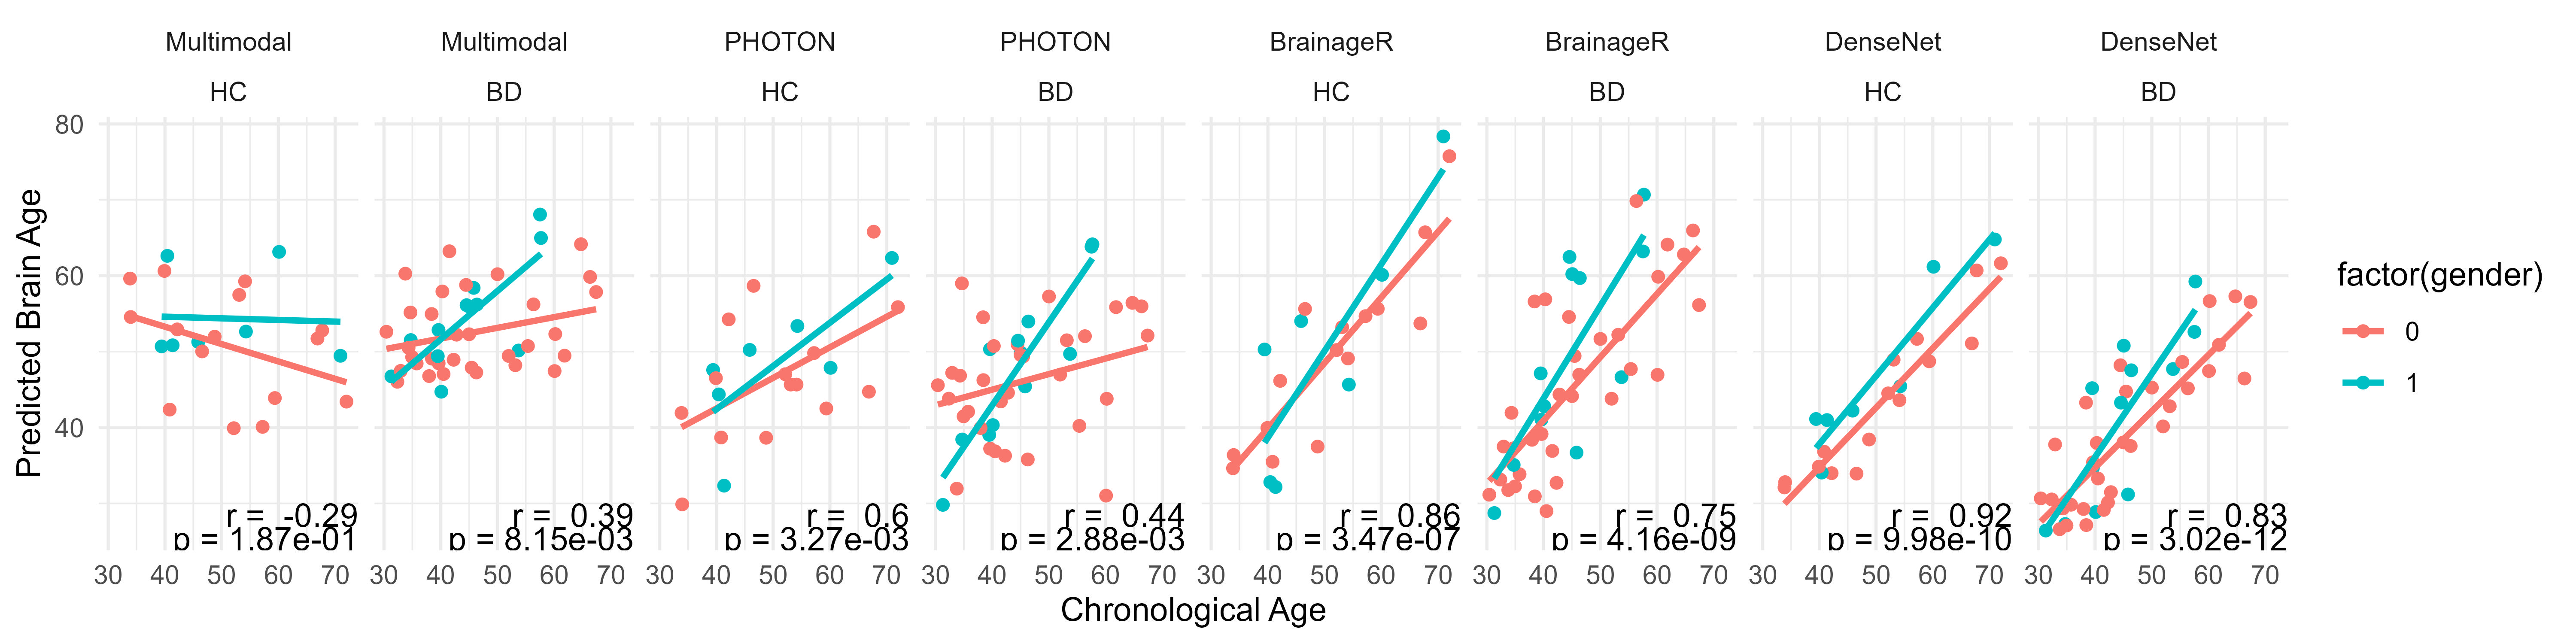 Multimodal Multimodal PHOTON PHOTON BrainageR BrainageR DenseNet DenseNet
HC BD HC BD HC BD HC BD
80
60
40
Predicted Brain Age
r = -0.29 r = 0.39 r = 0.6 r = 0.44 r = 0.86 r = 0.75 r = 0.92 r = 0.83
p = 1.87e-01 p = 8.15e-03 p = 3.27e-03 p = 2.88e-03 p = 3.47e-07 p = 4.16e-09 p = 9.98e-10 p = 3.02e-12
30 40 50 60 70 30 40 50 60 70 30 40 50 60 70 30 40 50 60 70 30 40 50 60 70 30 40 50 60 70 30 40 50 60 70 30 40 50 60 70
Chronological Age
factor(gender)
0
1